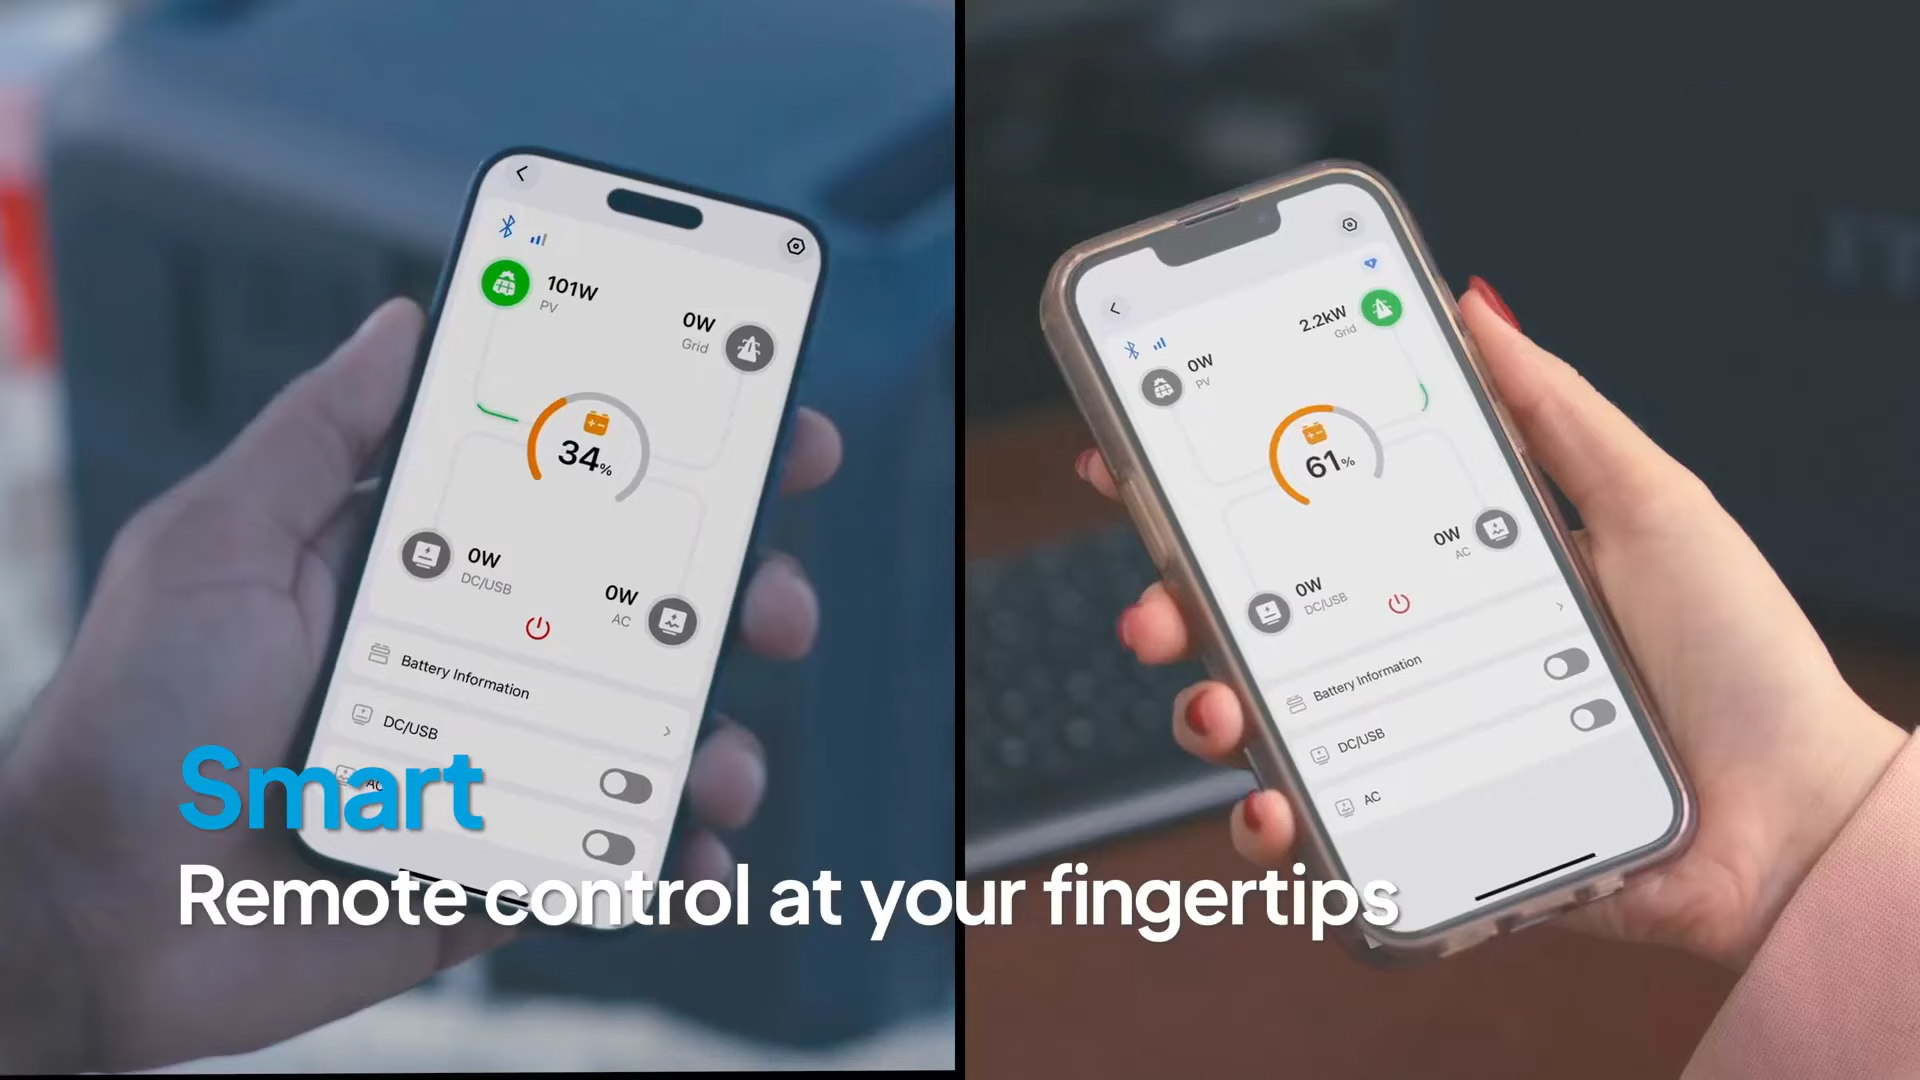 101W
PV
0W
Grid
34%
0W
DC/USB
0W
AC
Battery Information
DC/USB
AC
2.2kW
Grid
0W
PV
61%
0W
AC
0W
DC/USB
Battery Information
DC/USB
AC
Smart
Remote control at your fingertips